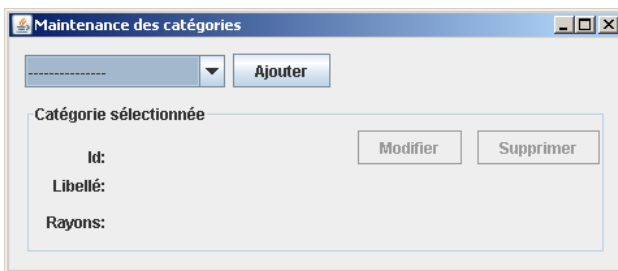 Maintenance des catégories
--------------- Ajouter
Catégorie sélectionnée
Modifier Supprimer
Id:
Libellé:
Rayons: